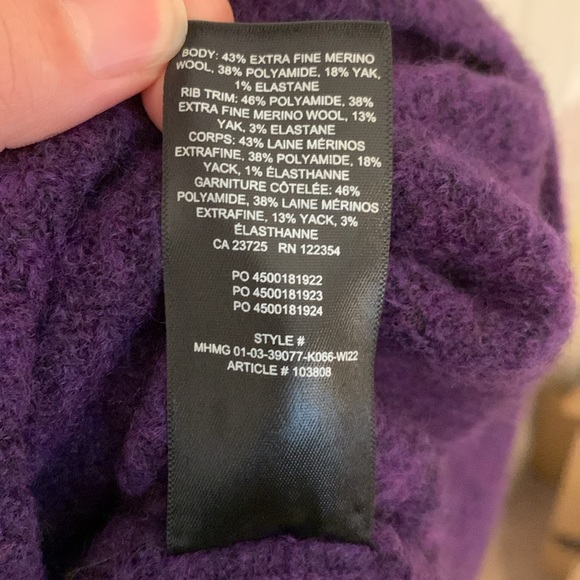 BODY: 43% EXTRA FINE MERINO
WOOL, 38% POLYAMIDE, 18% YAK,
1% ELASTANE
RIB TRIM: 46% POLYAMIDE, 38%
EXTRA FINE MERINO WOOL, 13%
YAK, 3% ELASTANE
CORPS: 43% LAINE MÉRINOS
EXTRAFINE, 38% POLYAMIDE, 18%
YACK, 1% ÉLASTHANNE
GARNITURE CÔTELÉE: 46%
POLYAMIDE, 38% LAINE MÉRINOS
EXTRAFINE, 13% YACK, 3%
ÉLASTHANNE
CA 23725 RN 122354
PO 4500181922
PO 4500181923
PO 4500181924
STYLE #
MHMG 01-03-39077-K066-WI22
ARTICLE # 103808